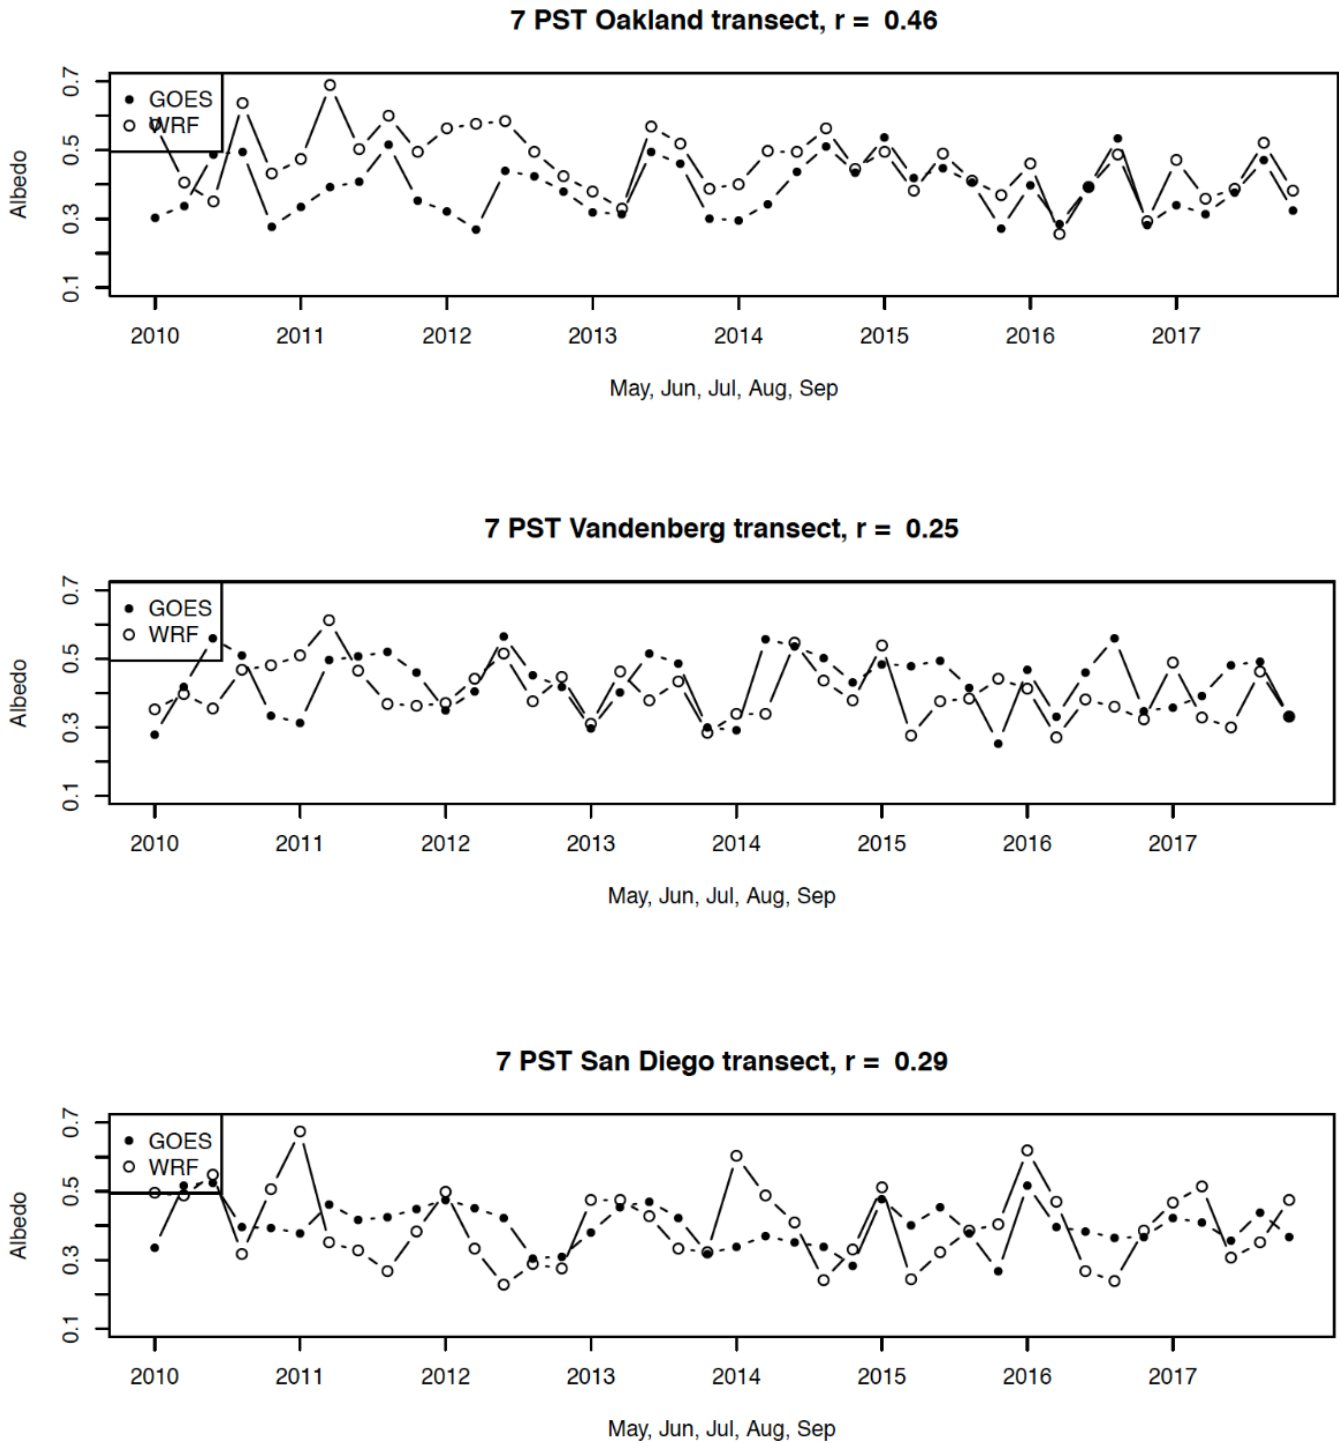 7 PST Oakland transect, r =  0.46
Albedo
0.7
0.5
0.3
0.1
GOES
WRF
2010 2011 2012 2013 2014 2015 2016 2017
May, Jun, Jul, Aug, Sep
7 PST Vandenberg transect, r =  0.25
Albedo
0.7
0.5
0.3
0.1
GOES
WRF
2010 2011 2012 2013 2014 2015 2016 2017
May, Jun, Jul, Aug, Sep
7 PST San Diego transect, r =  0.29
Albedo
0.7
0.5
0.3
0.1
GOES
WRF
2010 2011 2012 2013 2014 2015 2016 2017
May, Jun, Jul, Aug, Sep